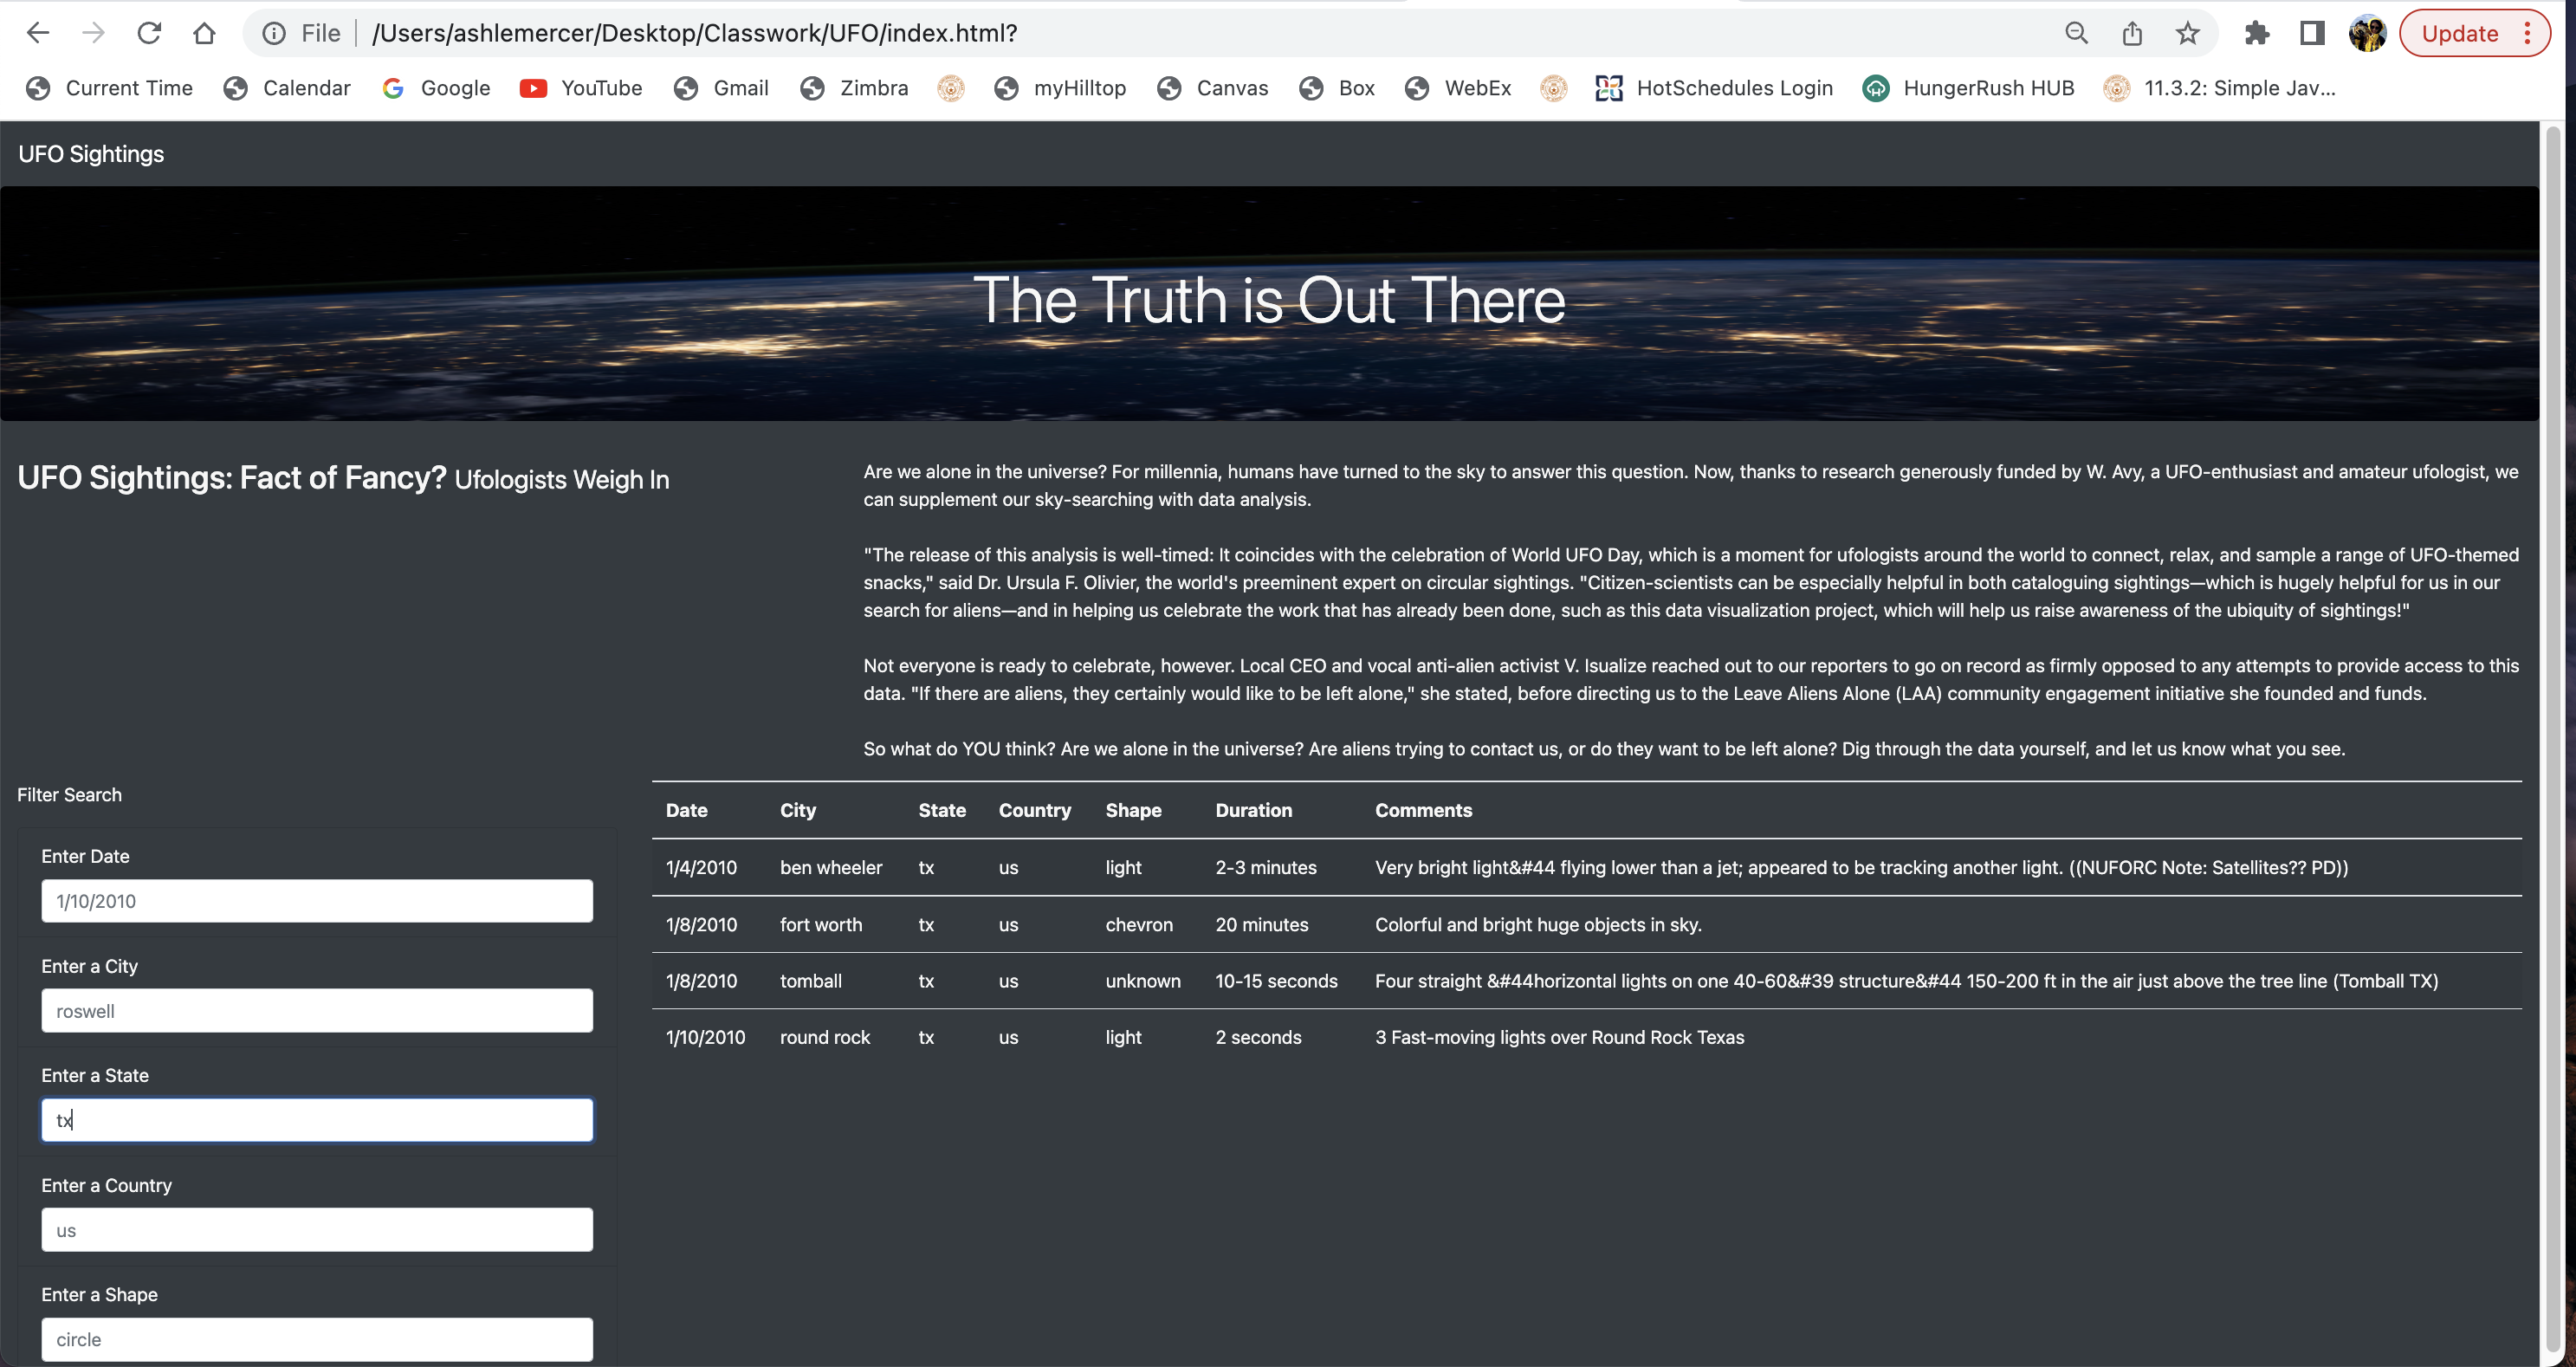 File /Users/ashlemercer/Desktop/Classwork/UFO/index.html? Update
Current Time Calendar Google YouTube Gmail Zimbra myHilltop Canvas Box WebEx HotSchedules Login HungerRush HUB 11.3.2: Simple Jav...
UFO Sightings
The Truth is Out There
UFO Sightings: Fact of Fancy? Ufologists Weigh In
Are we alone in the universe? For millennia, humans have turned to the sky to answer this question. Now, thanks to research generously funded by W. Avy, a UFO-enthusiast and amateur ufologist, we
can supplement our sky-searching with data analysis.
"The release of this analysis is well-timed: It coincides with the celebration of World UFO Day, which is a moment for ufologists around the world to connect, relax, and sample a range of UFO-themed
snacks," said Dr. Ursula F. Olivier, the world's preeminent expert on circular sightings. "Citizen-scientists can be especially helpful in both cataloguing sightings—which is hugely helpful for us in our
search for aliens—and in helping us celebrate the work that has already been done, such as this data visualization project, which will help us raise awareness of the ubiquity of sightings!"
Not everyone is ready to celebrate, however. Local CEO and vocal anti-alien activist V. Isualize reached out to our reporters to go on record as firmly opposed to any attempts to provide access to this
data. "If there are aliens, they certainly would like to be left alone," she stated, before directing us to the Leave Aliens Alone (LAA) community engagement initiative she founded and funds.
So what do YOU think? Are we alone in the universe? Are aliens trying to contact us, or do they want to be left alone? Dig through the data yourself, and let us know what you see.
Filter Search
Enter Date
1/10/2010
Enter a City
roswell
Enter a State
tx
Enter a Country
us
Enter a Shape
circle
Date City State Country Shape Duration Comments
1/4/2010 ben wheeler tx us light 2-3 minutes Very bright light&#44 flying lower than a jet; appeared to be tracking another light. ((NUFORC Note: Satellites?? PD))
1/8/2010 fort worth tx us chevron 20 minutes Colorful and bright huge objects in sky.
1/8/2010 tomball tx us unknown 10-15 seconds Four straight &#44horizontal lights on one 40-60&#39 structure&#44 150-200 ft in the air just above the tree line (Tomball TX)
1/10/2010 round rock tx us light 2 seconds 3 Fast-moving lights over Round Rock Texas